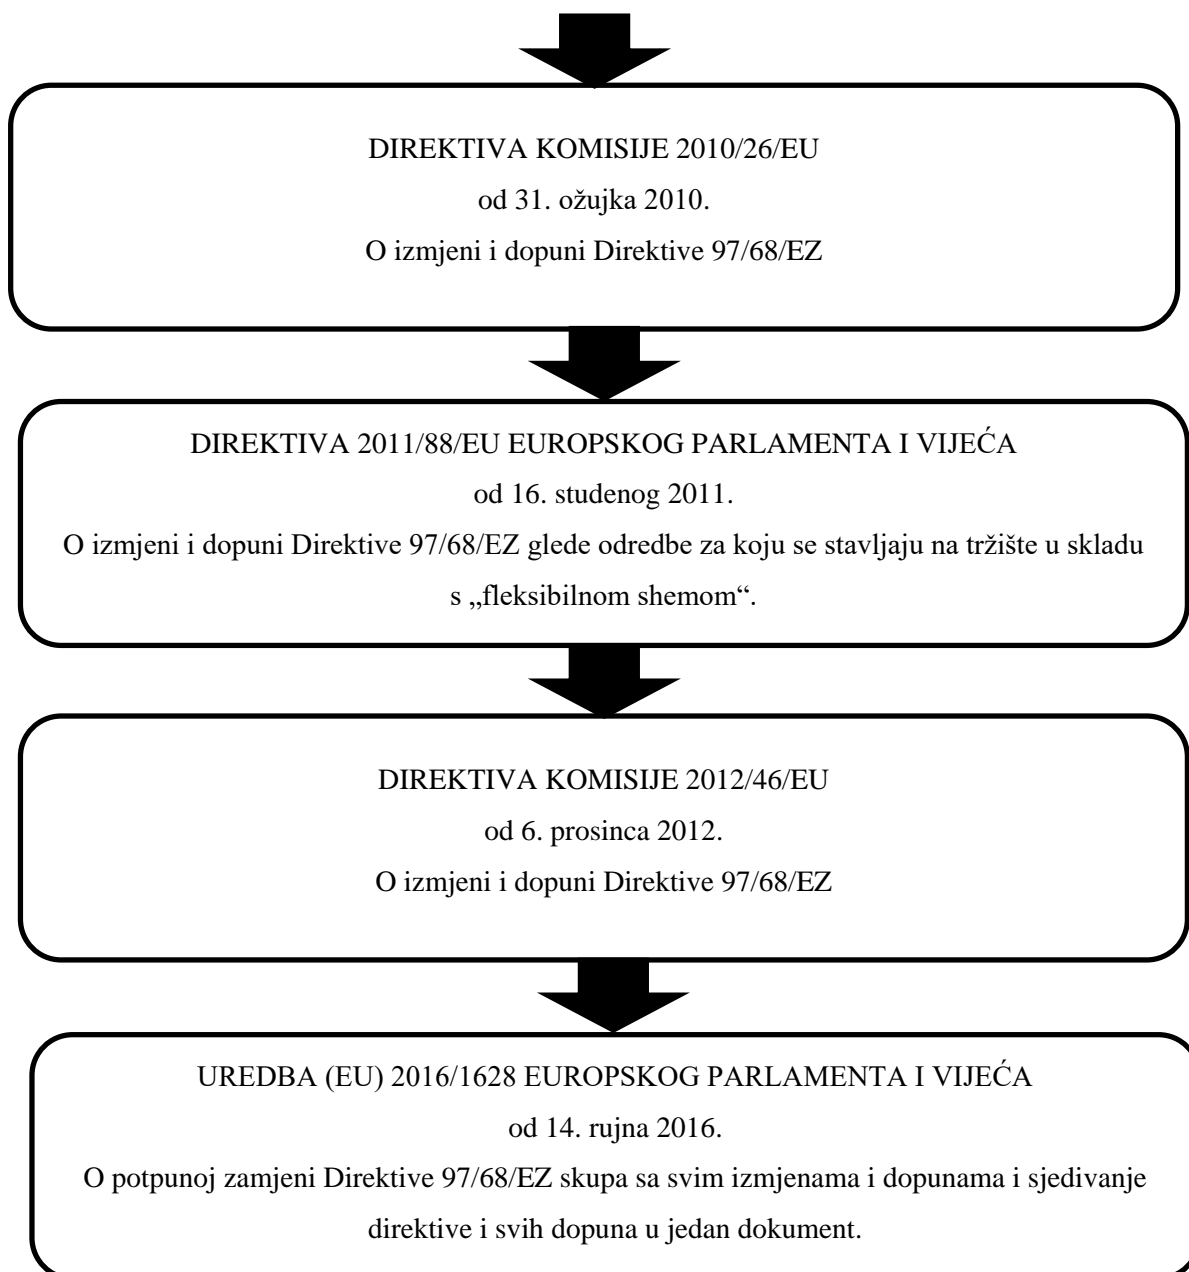 DIREKTIVA KOMISIJE 2010/26/EU
od 31. ožujka 2010.
O izmjeni i dopuni Direktive 97/68/EZ
DIREKTIVA 2011/88/EU EUROPSKOG PARLAMENTA I VIJEĆA
od 16. studenog 2011.
O izmjeni i dopuni Direktive 97/68/EZ glede odredbe za koju se stavljaju na tržište u skladu
s „fleksibilnom shemom“.
DIREKTIVA KOMISIJE 2012/46/EU
od 6. prosinca 2012.
O izmjeni i dopuni Direktive 97/68/EZ
UREDBA (EU) 2016/1628 EUROPSKOG PARLAMENTA I VIJEĆA
od 14. rujna 2016.
O potpunoj zamjeni Direktive 97/68/EZ skupa sa svim izmjenama i dopunama i sjedivanje
direktive i svih dopuna u jedan dokument.